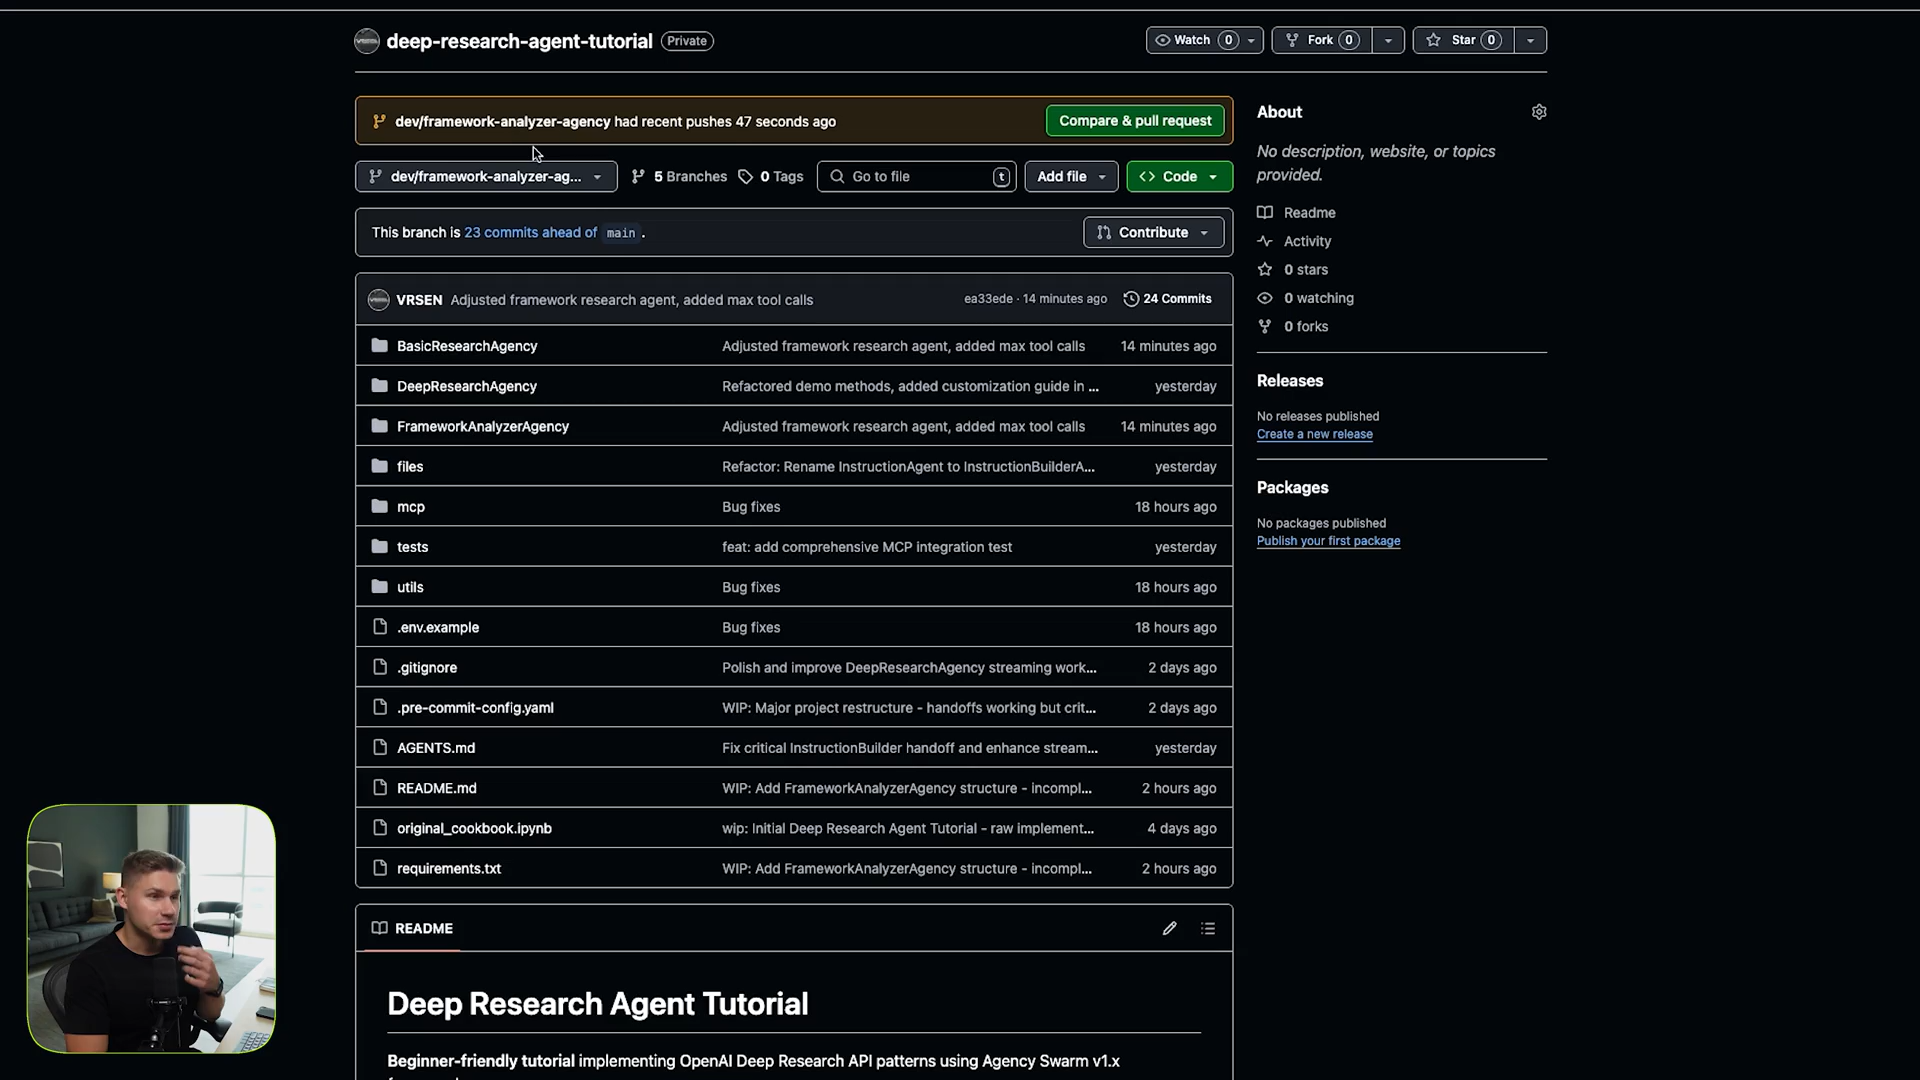 deep-research-agent-tutorial Private Watch 0 Fork 0 Star 0
dev/framework-analyzer-agency had recent pushes 47 seconds ago Compare & pull request
dev/framework-analyzer-ag... 5 Branches 0 Tags Go to file t Add file Code
This branch is 23 commits ahead of main .
Contribute
VRSEN Adjusted framework research agent, added max tool calls ea33ede · 14 minutes ago 24 Commits
BasicResearchAgency Adjusted framework research agent, added max tool calls 14 minutes ago
DeepResearchAgency Refactored demo methods, added customization guide in ... yesterday
FrameworkAnalyzerAgency Adjusted framework research agent, added max tool calls 14 minutes ago
files Refactor: Rename InstructionAgent to InstructionBuilderA... yesterday
mcp Bug fixes 18 hours ago
tests feat: add comprehensive MCP integration test yesterday
utils Bug fixes 18 hours ago
.env.example Bug fixes 18 hours ago
.gitignore Polish and improve DeepResearchAgency streaming work... 2 days ago
.pre-commit-config.yaml WIP: Major project restructure - handoffs working but crit... 2 days ago
AGENTS.md Fix critical InstructionBuilder handoff and enhance stream... yesterday
README.md WIP: Add FrameworkAnalyzerAgency structure - incompl... 2 hours ago
original_cookbook.ipynb wip: Initial Deep Research Agent Tutorial - raw implement... 4 days ago
requirements.txt WIP: Add FrameworkAnalyzerAgency structure - incompl... 2 hours ago
README
Deep Research Agent Tutorial
Beginner-friendly tutorial implementing OpenAI Deep Research API patterns using Agency Swarm v1.x
About
No description, website, or topics
provided.
Readme
Activity
0 stars
0 watching
0 forks
Releases
No releases published
Create a new release
Packages
No packages published
Publish your first package